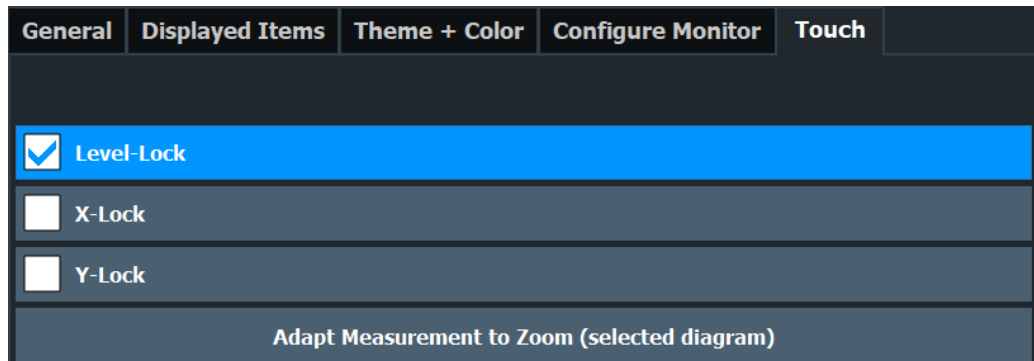 General Displayed Items Theme + Color Configure Monitor Touch
Level-Lock
X-Lock
Y-Lock
Adapt Measurement to Zoom (selected diagram)